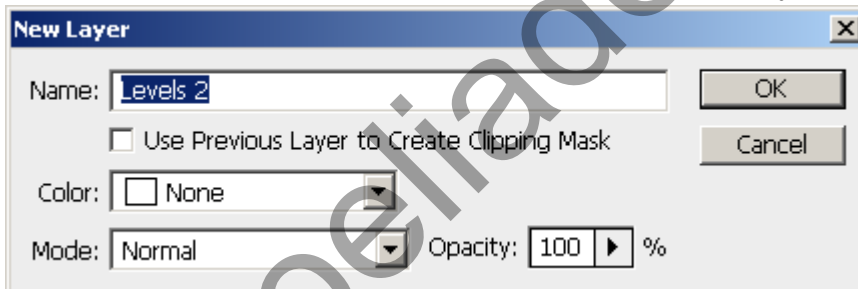 New Layer
Name: Levels 2 OK
Use Previous Layer to Create Clipping Mask Cancel
Color: None
Mode: Normal Opacity: 100 %